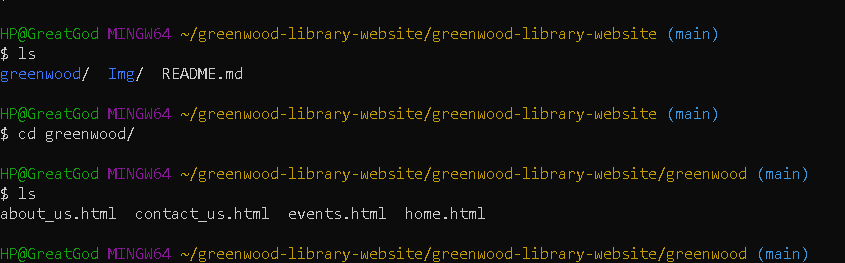 HP@GreatGod MINGW64 ~/greenwood-library-website/greenwood-library-website (main)
$ ls
greenwood/  Img/  README.md
HP@GreatGod MINGW64 ~/greenwood-library-website/greenwood-library-website (main)
$ cd greenwood/
HP@GreatGod MINGW64 ~/greenwood-library-website/greenwood-library-website/greenwood (main)
$ ls
about_us.html  contact_us.html  events.html  home.html
HP@GreatGod MINGW64 ~/greenwood-library-website/greenwood-library-website/greenwood (main)